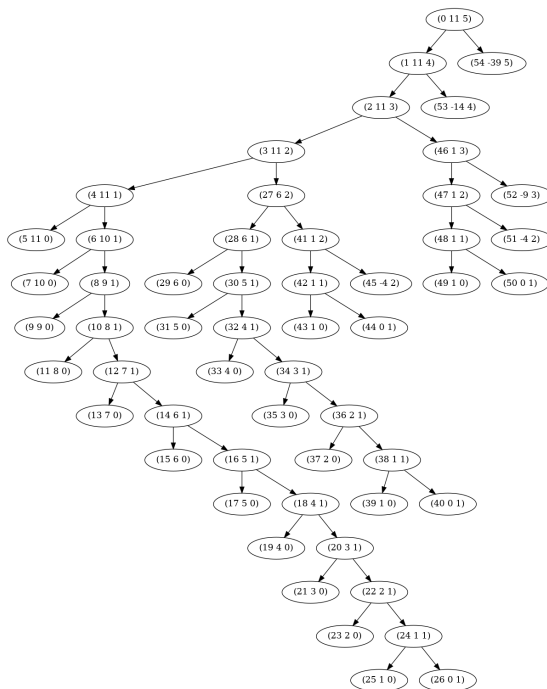 (0 11 5)
(1 11 4) (54 -39 5)
(2 11 3) (53 -14 4)
(3 11 2) (46 1 3)
(4 11 1) (27 6 2) (47 1 2) (52 -9 3)
(5 11 0) (6 10 1) (28 6 1) (41 1 2) (48 1 1) (51 -4 2)
(7 10 0) (8 9 1) (29 6 0) (30 5 1) (42 1 1) (45 -4 2) (49 1 0) (50 0 1)
(9 9 0) (10 8 1) (31 5 0) (32 4 1) (43 1 0) (44 0 1)
(11 8 0) (12 7 1) (33 4 0) (34 3 1)
(13 7 0) (14 6 1) (35 3 0) (36 2 1)
(15 6 0) (16 5 1) (37 2 0) (38 1 1)
(17 5 0) (18 4 1) (39 1 0) (40 0 1)
(19 4 0) (20 3 1)
(21 3 0) (22 2 1)
(23 2 0) (24 1 1)
(25 1 0) (26 0 1)